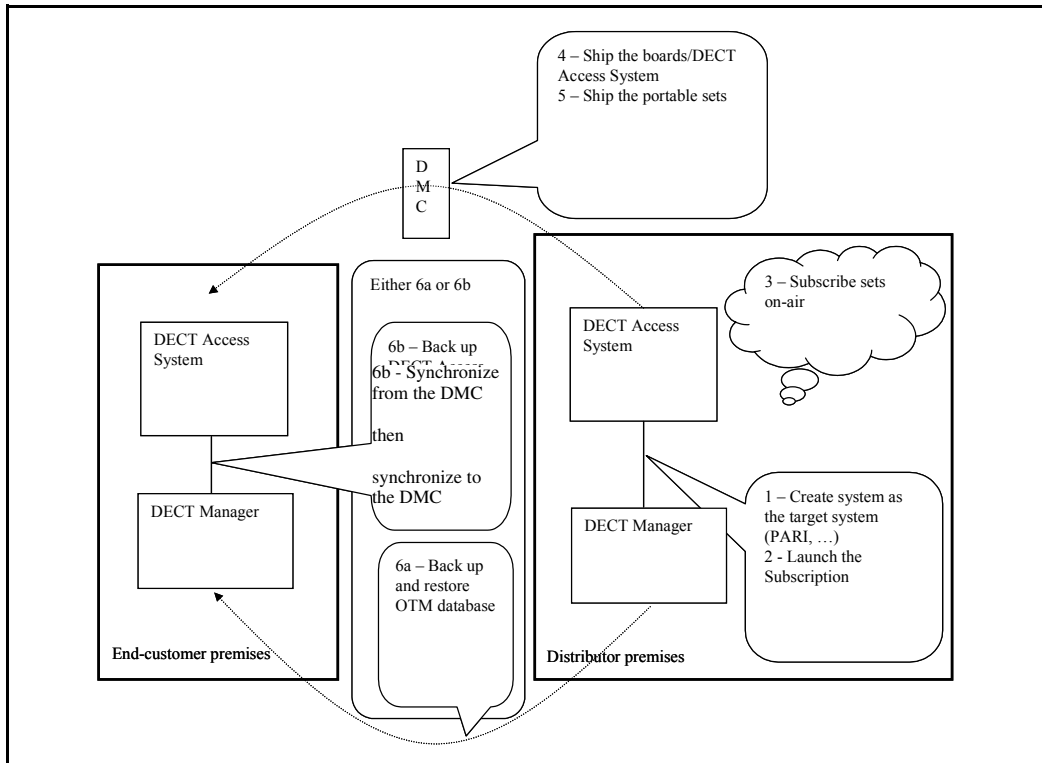 4 – Ship the boards/DECT
Access System
5 – Ship the portable sets
D
M
C
Either 6a or 6b
3 – Subscribe sets
on-air
DECT Access
System
DECT Access
System
6b – Back up
6b - Synchronize
from the DMC
then
synchronize to
the DMC
DECT Manager
DECT Manager
1 – Create system as
the target system
(PARI, …)
2 - Launch the
Subscription
6a – Back up
and restore
OTM database
End-customer premises
Distributor premises